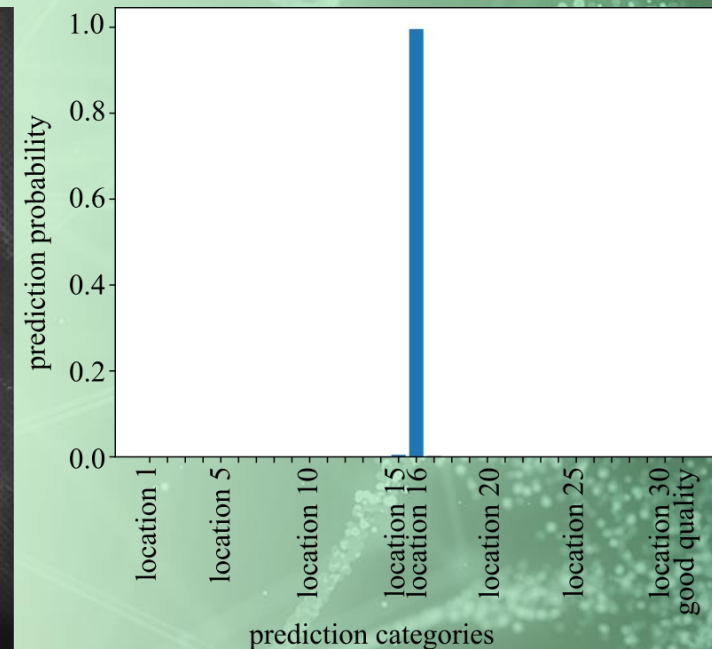 prediction probability
1.0
0.8
0.6
0.4
0.2
0.0
location 1
location 5
location 10
location 15
location 16
location 20
location 25
location 30
good quality
prediction categories